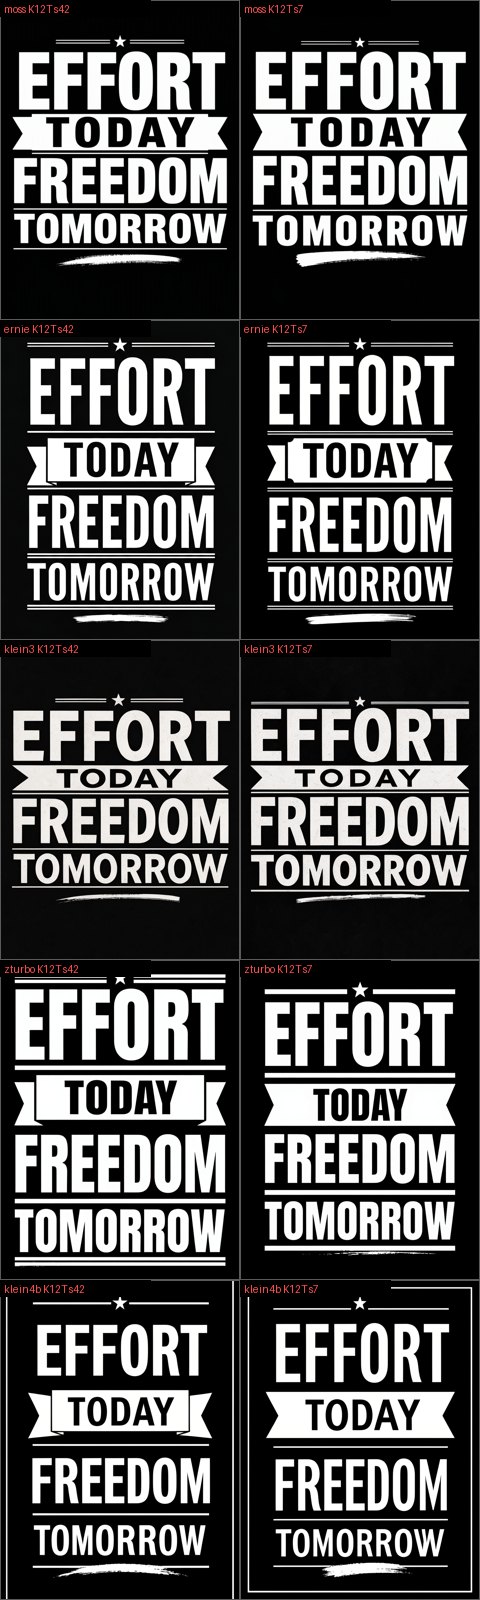 moss K12Ts42
EFFORT
TODAY
FREEDOM
TOMORROW
moss K12Ts7
EFFORT
TODAY
FREEDOM
TOMORROW
ernie K12Ts42
EFFORT
TODAY
FREEDOM
TOMORROW
ernie K12Ts7
EFFORT
TODAY
FREEDOM
TOMORROW
klein3 K12Ts42
EFFORT
TODAY
FREEDOM
TOMORROW
klein3 K12Ts7
EFFORT
TODAY
FREEDOM
TOMORROW
zturbo K12Ts42
EFFORT
TODAY
FREEDOM
TOMORROW
zturbo K12Ts7
EFFORT
TODAY
FREEDOM
TOMORROW
klein4b K12Ts42
EFFORT
TODAY
FREEDOM
TOMORROW
klein4b K12Ts7
EFFORT
TODAY
FREEDOM
TOMORROW